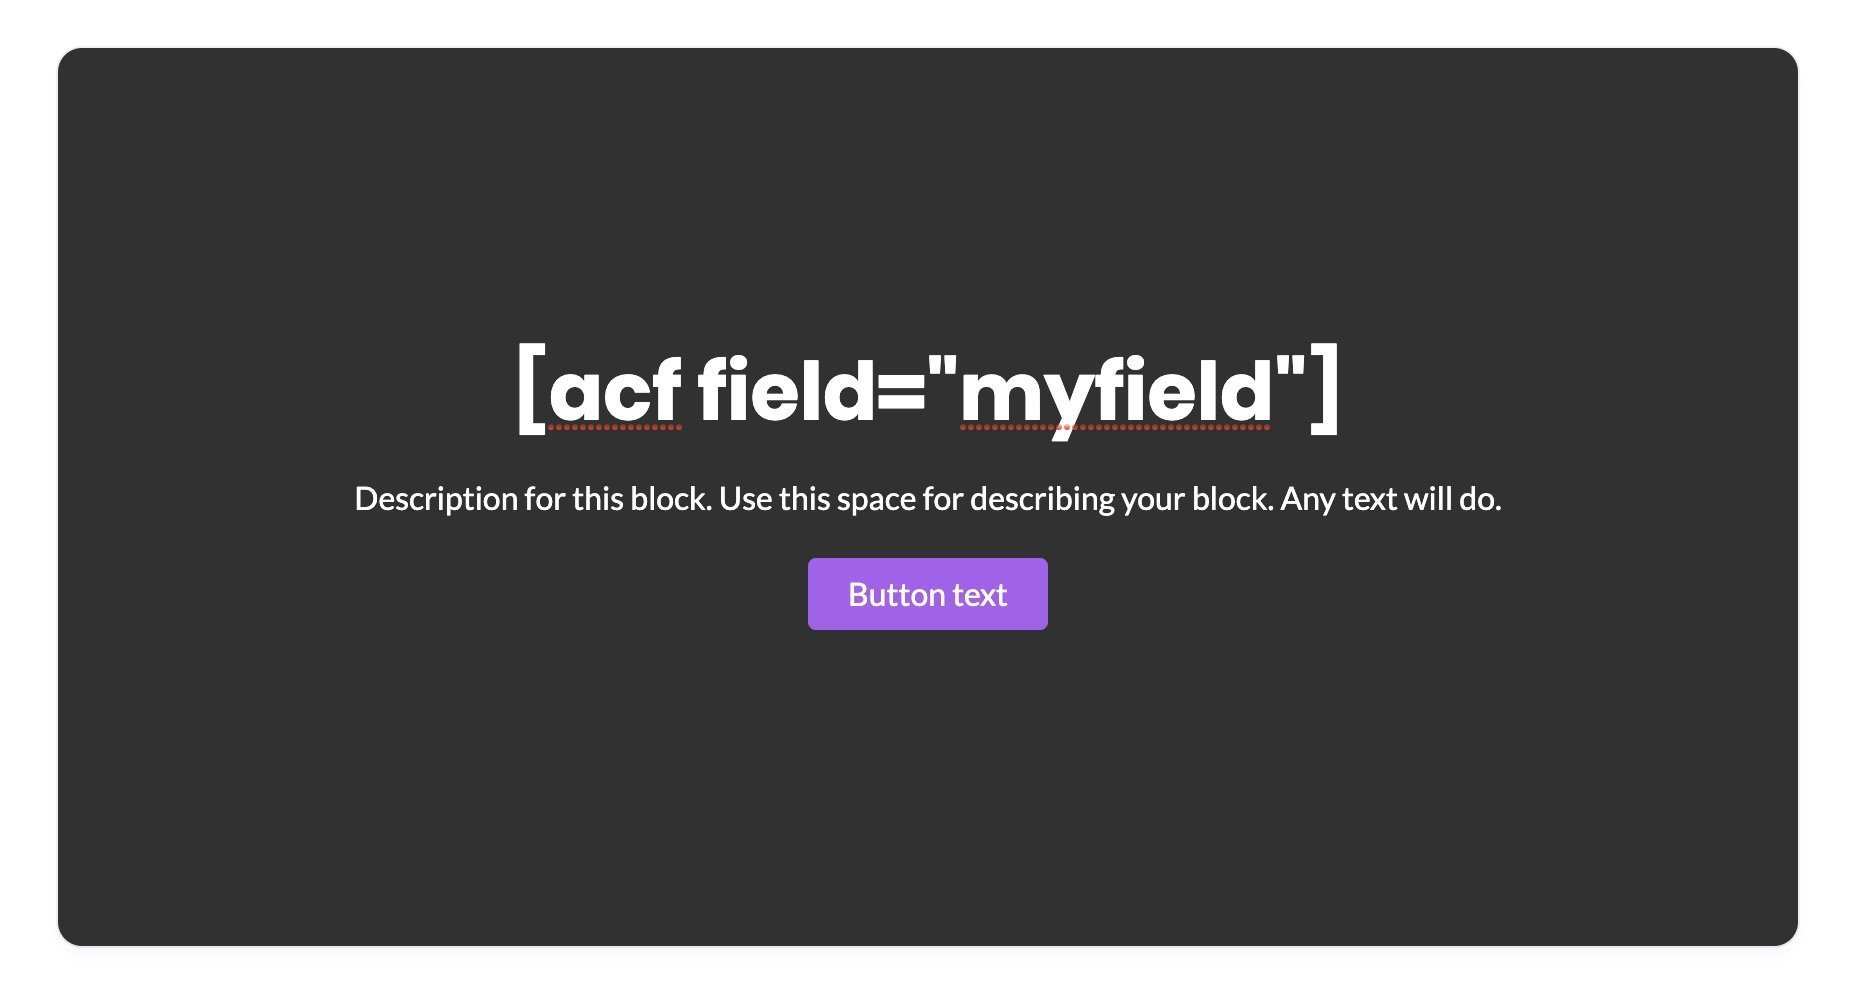 [acf field="myfield"]
Description for this block. Use this space for describing your block. Any text will do.
Button text